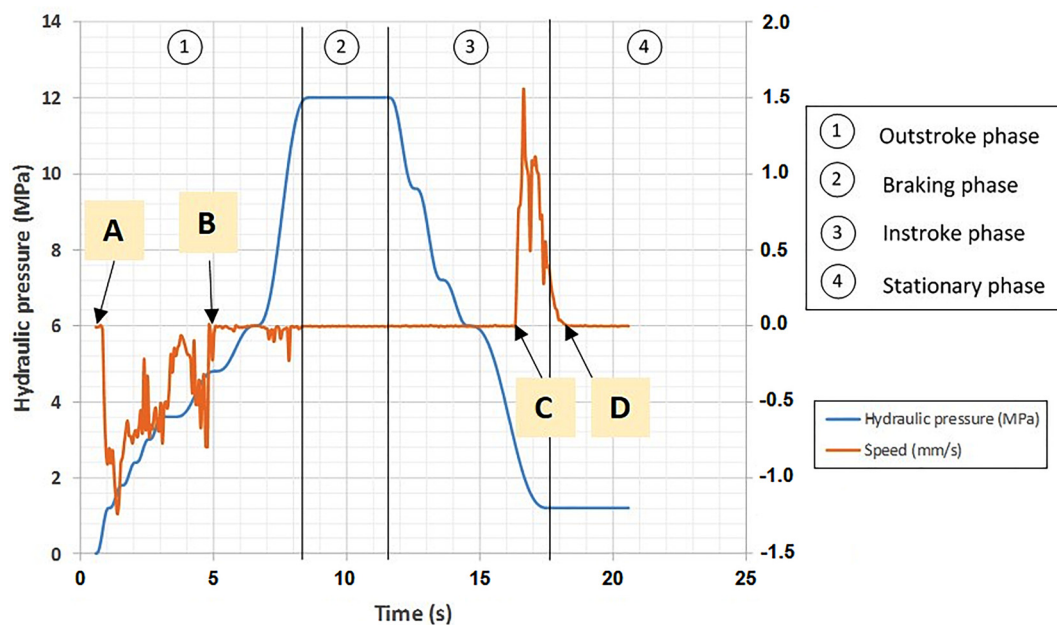 14
12
10
8
6
4
2
0
Hydraulic pressure (MPa)
1
2
3
4
2.0
1.5
1.0
0.5
0.0
-0.5
-1.0
-1.5
A
B
C
D
0
5
10
15
20
25
Time (s)
1 Outstroke phase
2 Braking phase
3 Instroke phase
4 Stationary phase
Hydraulic pressure (MPa)
Speed (mm/s)